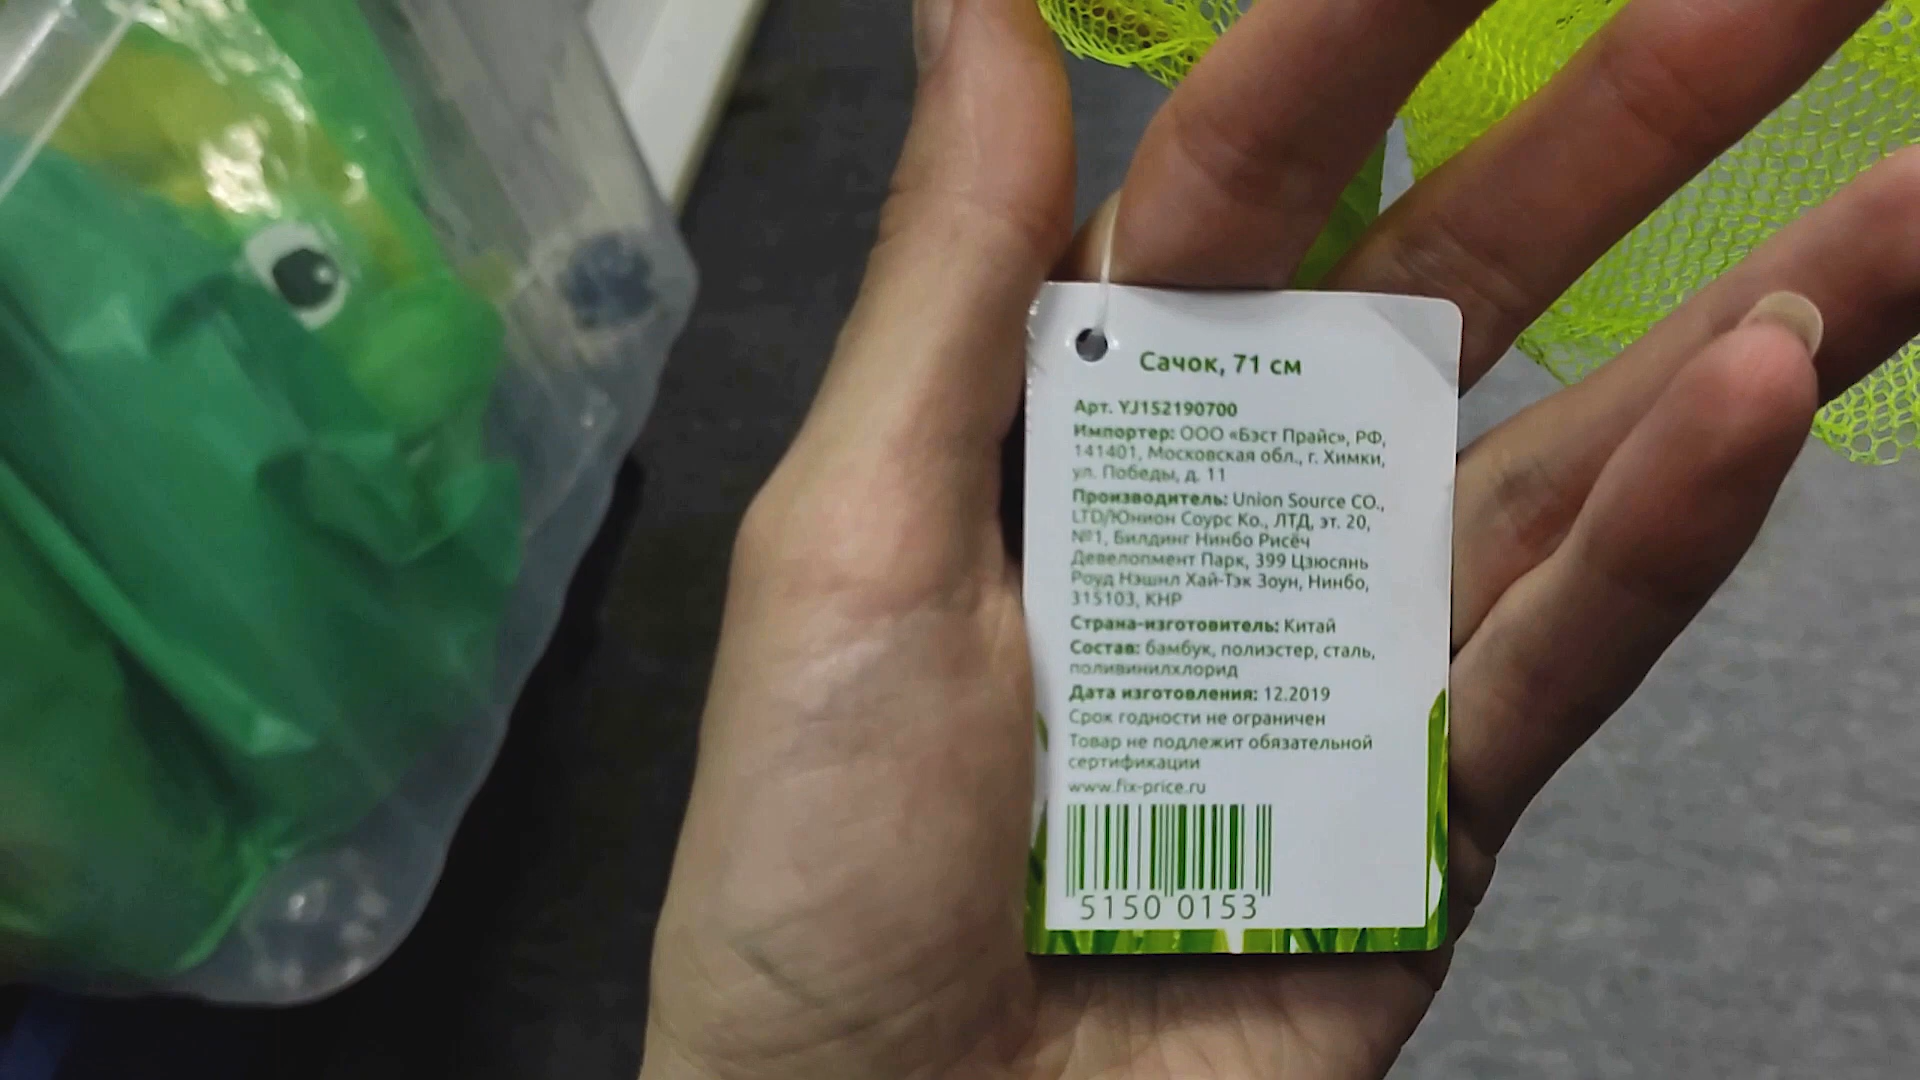 Сачок, 71 см
Арт. YJ152190700
Импортер: ООО «Бэст Прайс», РФ,
141401, Московская обл., г. Химки,
ул. Победы, д. 11
Производитель: Union Source CO.,
LTD/Юнион Соурс Ко., ЛТД, эт. 20,
№1, Билдинг Нинбо Рисёч
Девелопмент Парк, 399 Цзюсянь
Роуд Нэшнл Хай-Тэк Зоун, Нинбо,
315103, КНР
Страна-изготовитель: Китай
Состав: бамбук, полиэстер, сталь,
поливинилхлорид
Дата изготовления: 12.2019
Срок годности не ограничен
Товар не подлежит обязательной
сертификации
www.fix-price.ru
5150 0153